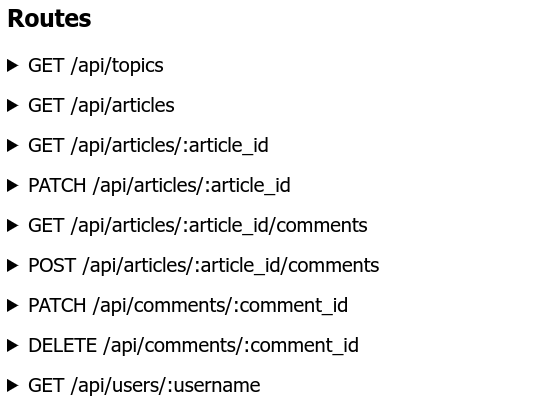 Routes
GET /api/topics
GET /api/articles
GET /api/articles/:article_id
PATCH /api/articles/:article_id
GET /api/articles/:article_id/comments
POST /api/articles/:article_id/comments
PATCH /api/comments/:comment_id
DELETE /api/comments/:comment_id
GET /api/users/:username